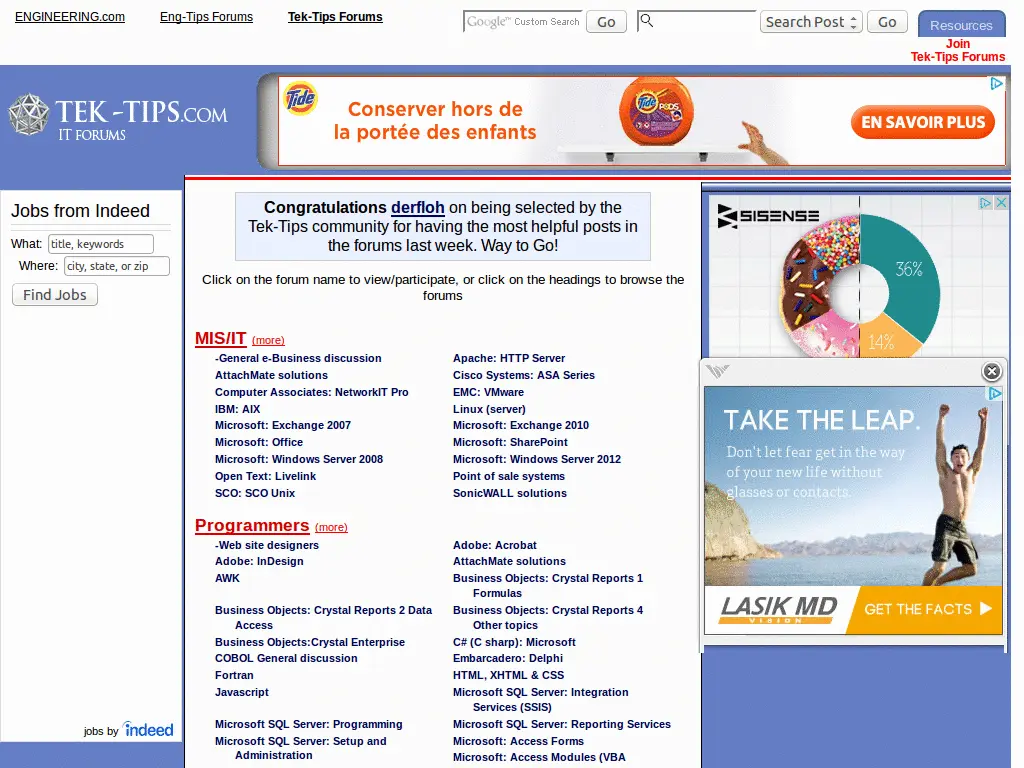 ENGINEERING.com
Eng-Tips Forums
Tek-Tips Forums
Google™ Custom Search
Go
Search Post
Go
Resources
Join
Tek-Tips Forums
TEK-TIPS.COM
IT FORUMS
Tide
Conserver hors de
la portée des enfants
Tide
PODS
EN SAVOIR PLUS
Jobs from Indeed
What: title, keywords
Where: city, state, or zip
Find Jobs
jobs by indeed
Congratulations derfloh on being selected by the
Tek-Tips community for having the most helpful posts in
the forums last week. Way to Go!
Click on the forum name to view/participate, or click on the headings to browse the
forums
MIS/IT (more)
-General e-Business discussion
Apache: HTTP Server
AttachMate solutions
Cisco Systems: ASA Series
Computer Associates: NetworkIT Pro
EMC: VMware
IBM: AIX
Linux (server)
Microsoft: Exchange 2007
Microsoft: Exchange 2010
Microsoft: Office
Microsoft: SharePoint
Microsoft: Windows Server 2008
Microsoft: Windows Server 2012
Open Text: Livelink
Point of sale systems
SCO: SCO Unix
SonicWALL solutions
Programmers (more)
-Web site designers
Adobe: Acrobat
Adobe: InDesign
AttachMate solutions
AWK
Business Objects: Crystal Reports 1
Formulas
Business Objects: Crystal Reports 2 Data
Access
Business Objects: Crystal Reports 4
Other topics
Business Objects:Crystal Enterprise
C# (C sharp): Microsoft
COBOL General discussion
Embarcadero: Delphi
Fortran
HTML, XHTML & CSS
Javascript
Microsoft SQL Server: Integration
Services (SSIS)
Microsoft SQL Server: Programming
Microsoft SQL Server: Reporting Services
Microsoft SQL Server: Setup and
Administration
Microsoft: Access Forms
Microsoft: Access Modules (VBA
SISENSE
36%
14%
TAKE THE LEAP.
Don't let fear get in the way
of your new life without
glasses or contacts.
LASIK MD
VISION
GET THE FACTS